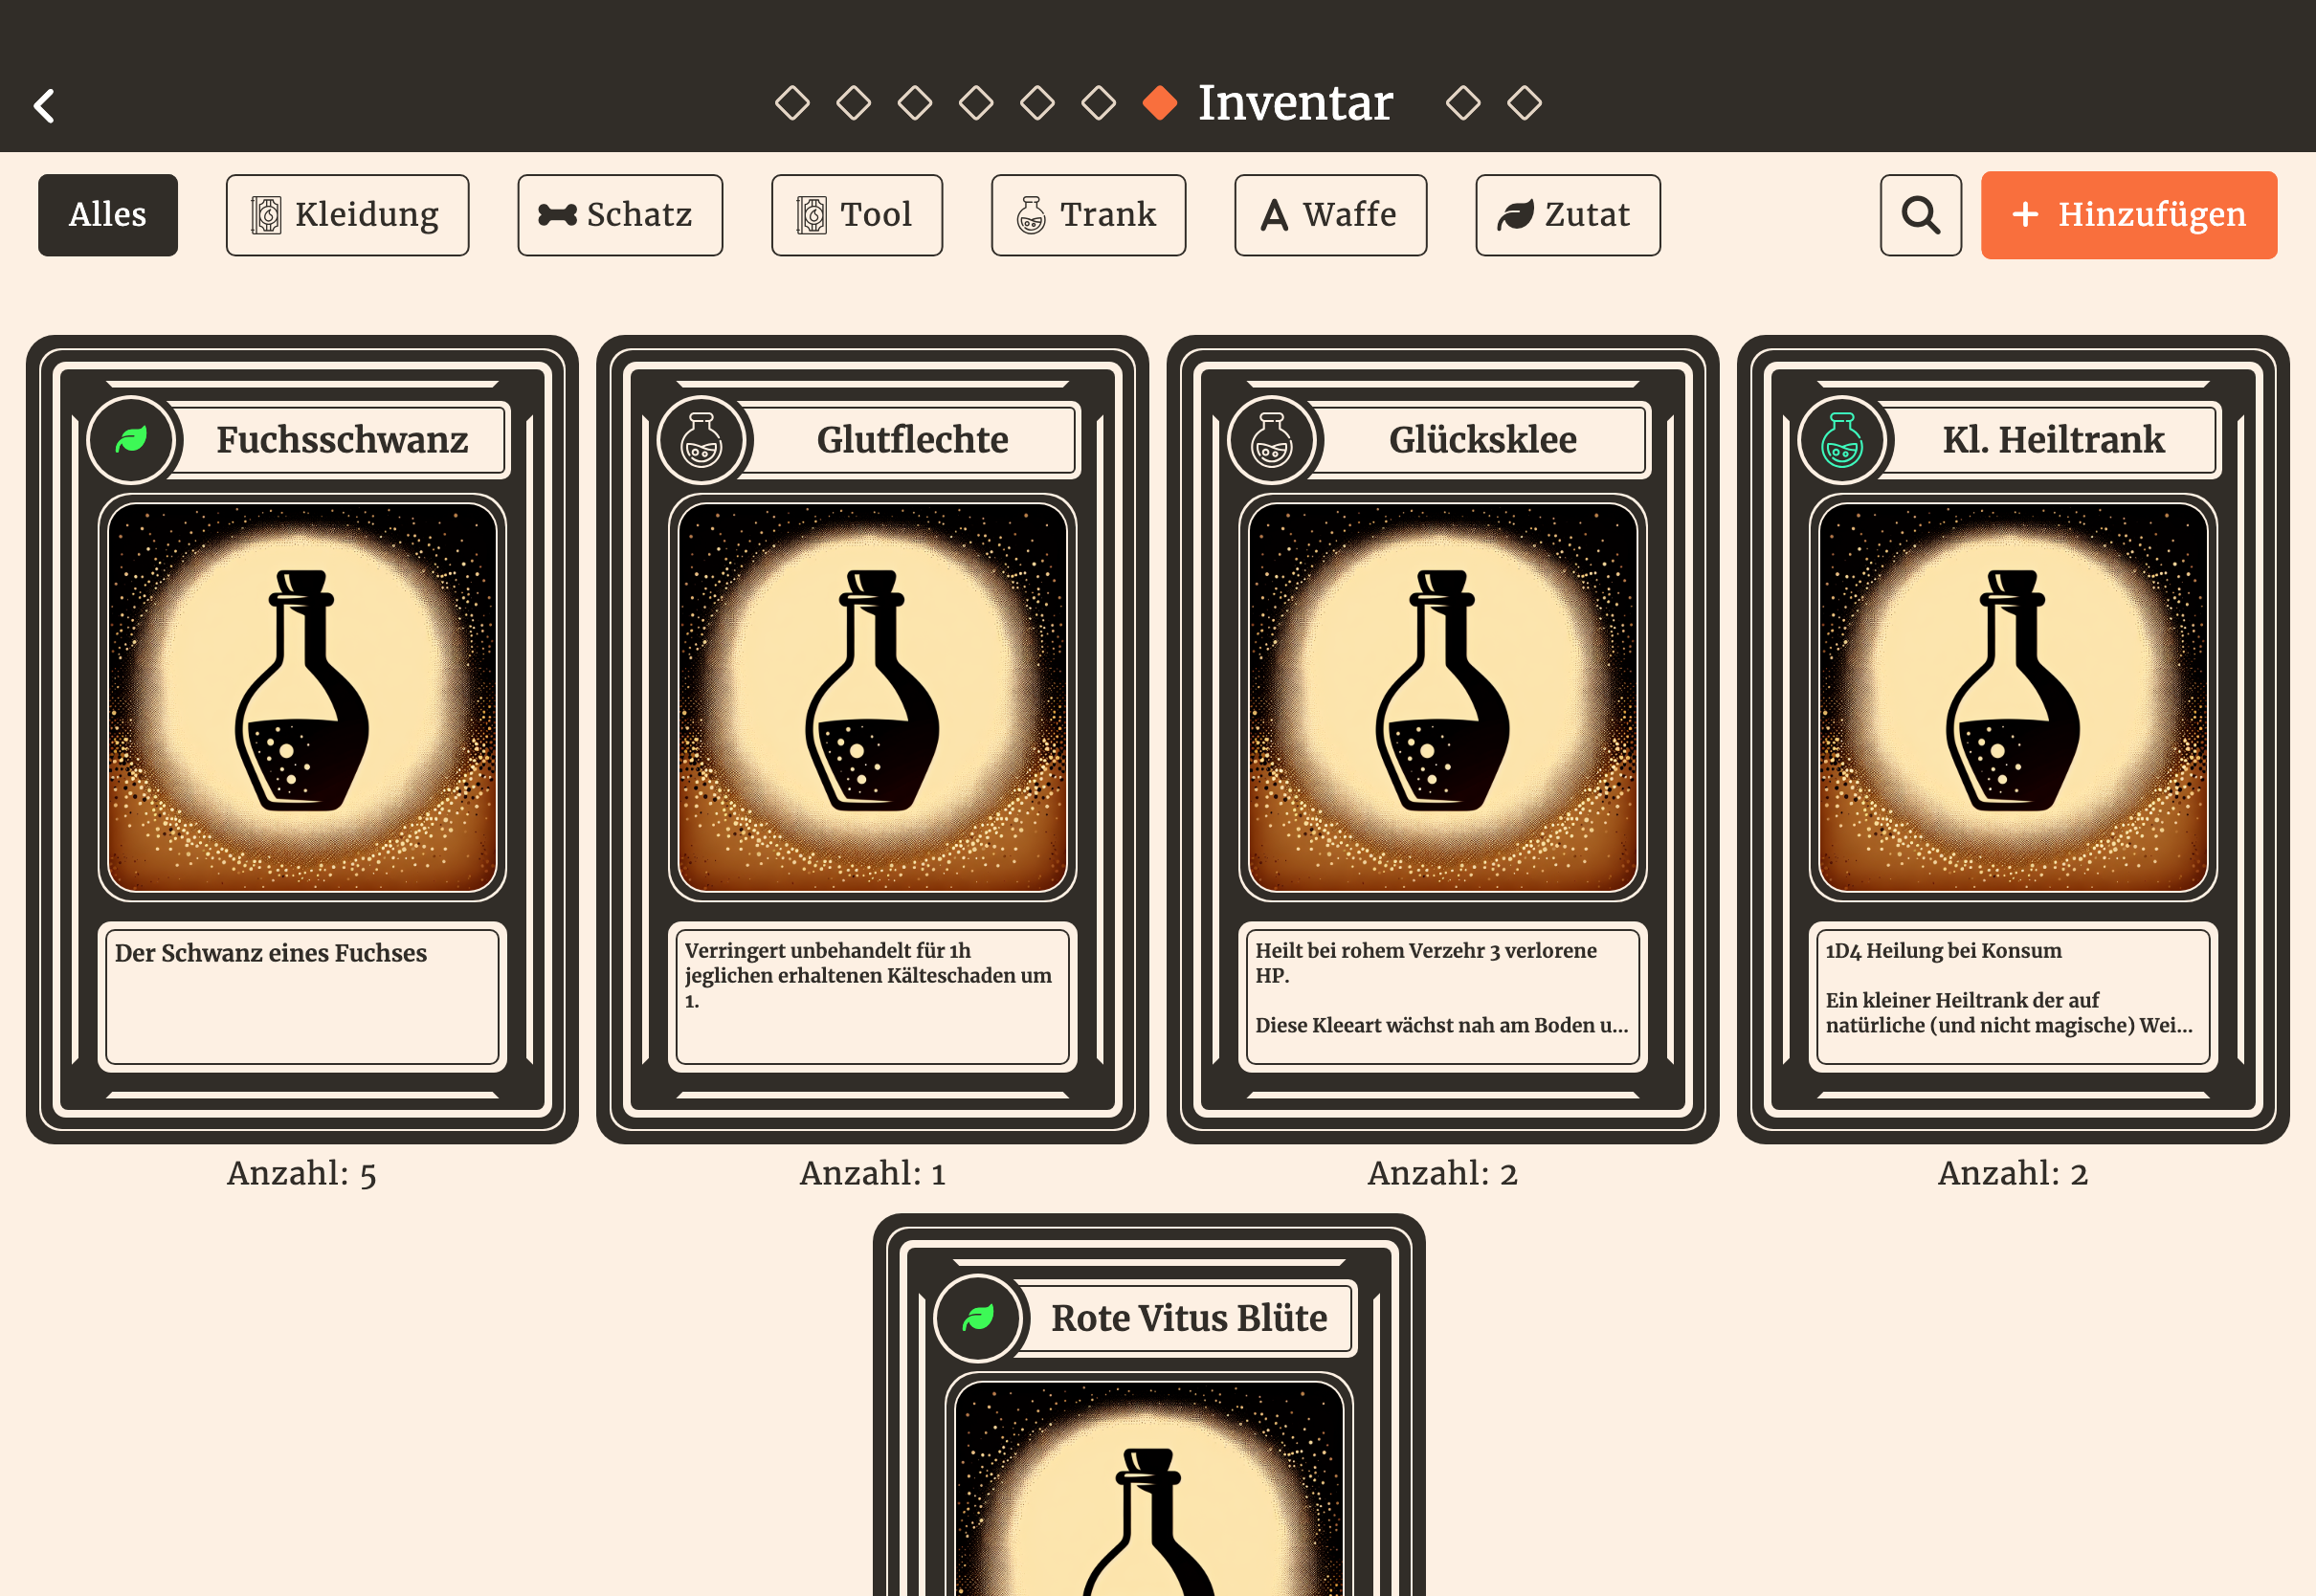 Inventar
Alles
Kleidung
Schatz
Tool
Trank
Waffe
Zutat
+ Hinzufügen
Fuchsschwanz
Der Schwanz eines Fuchses
Anzahl: 5
Glutflechte
Verringert unbehandelt für 1h
jeglichen erhaltenen Kälteschaden um
1.
Anzahl: 1
Glücksklee
Heilt bei rohem Verzehr 3 verlorene
HP.
Diese Kleeart wächst nah am Boden u...
Anzahl: 2
Kl. Heiltrank
1D4 Heilung bei Konsum
Ein kleiner Heiltrank der auf
natürliche (und nicht magische) Wei...
Anzahl: 2
Rote Vitus Blüte